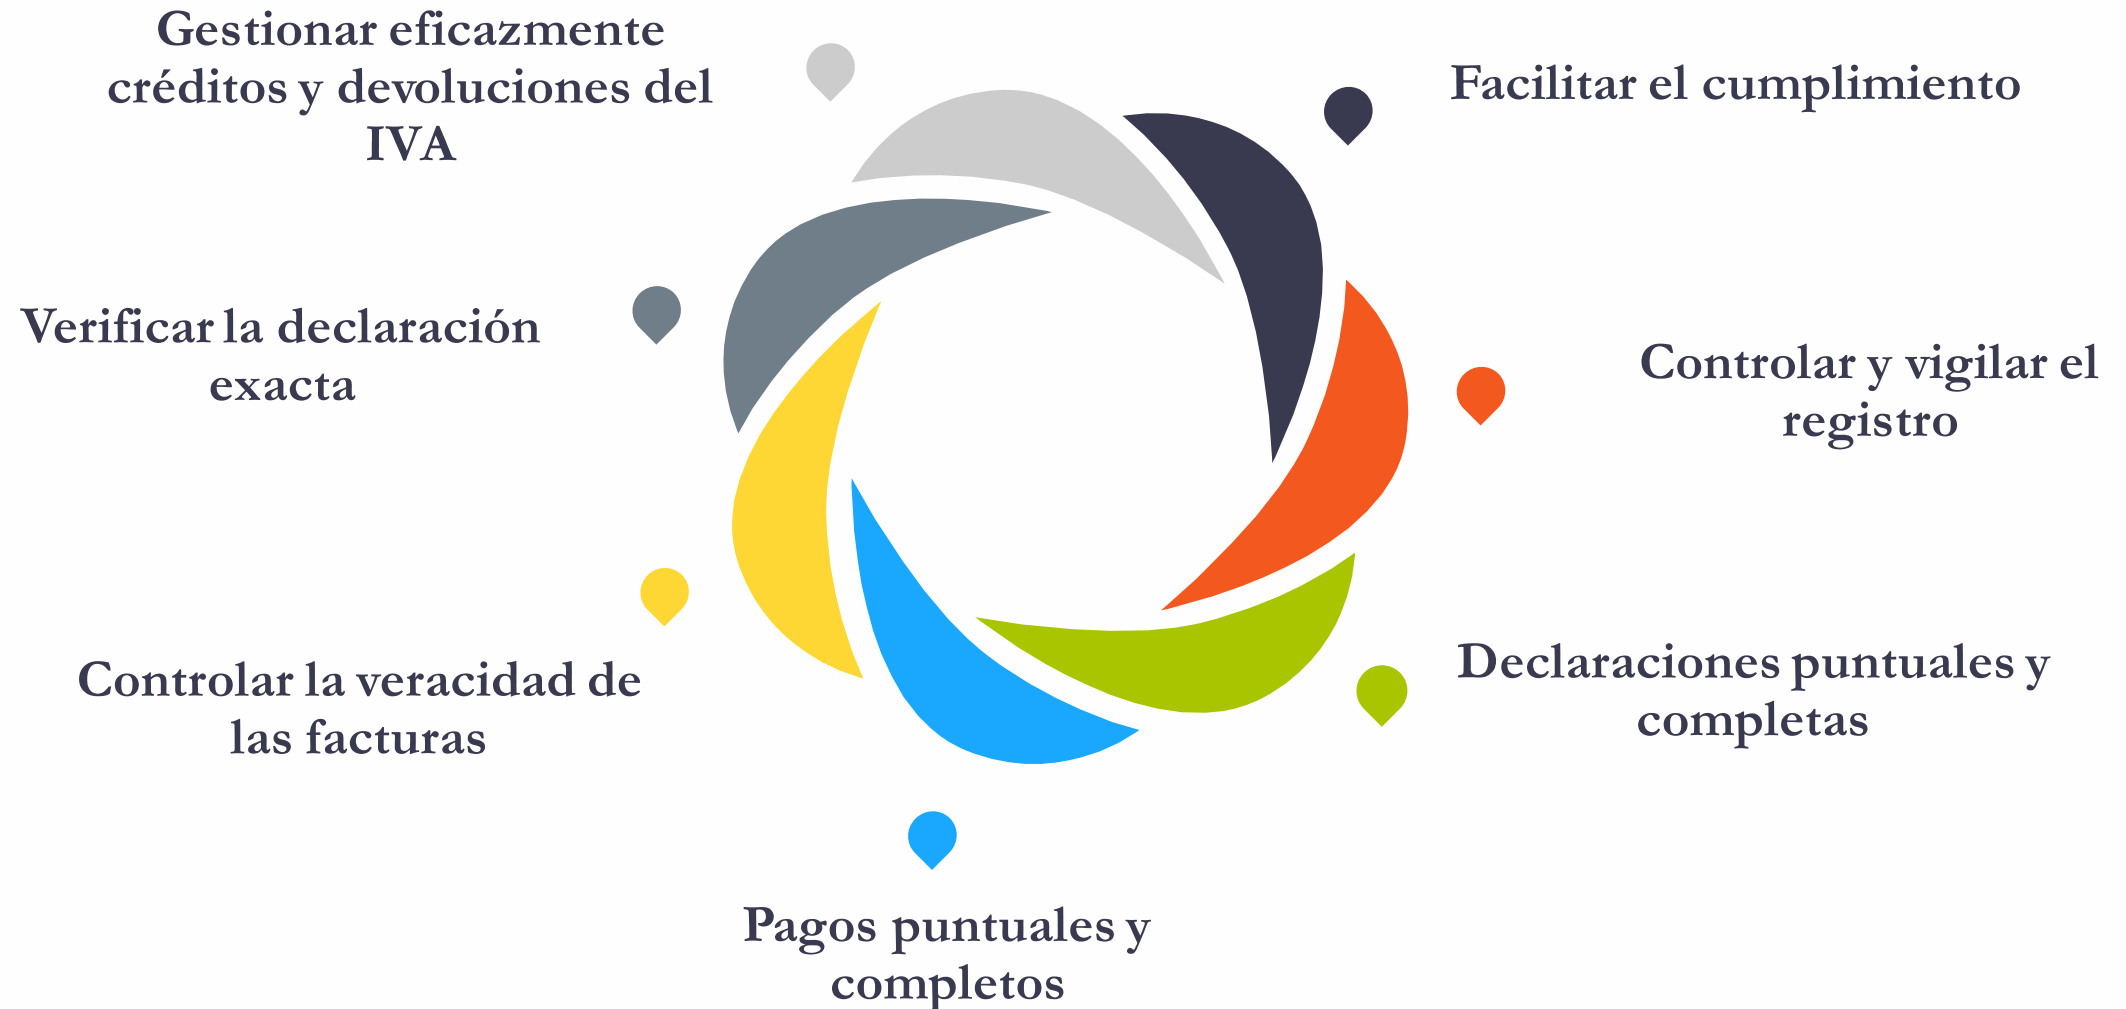 Gestionar eficazmente
créditos y devoluciones del
IVA
Facilitar el cumplimiento
Verificar la declaración
exacta
Controlar y vigilar el
registro
Controlar la veracidad de
las facturas
Declaraciones puntuales y
completas
Pagos puntuales y
completos